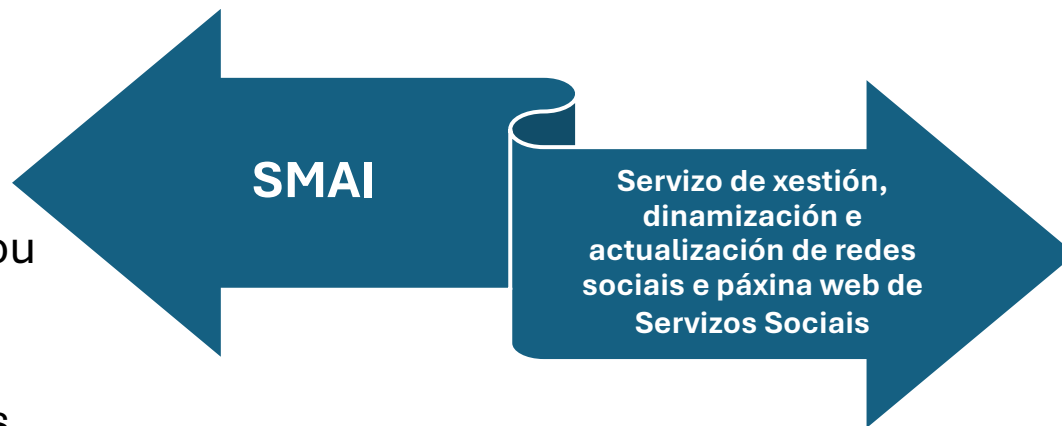 SMAI
Servizo de xestión,
dinamización e
actualización de redes
sociais e páxina web de
Servizos Sociais